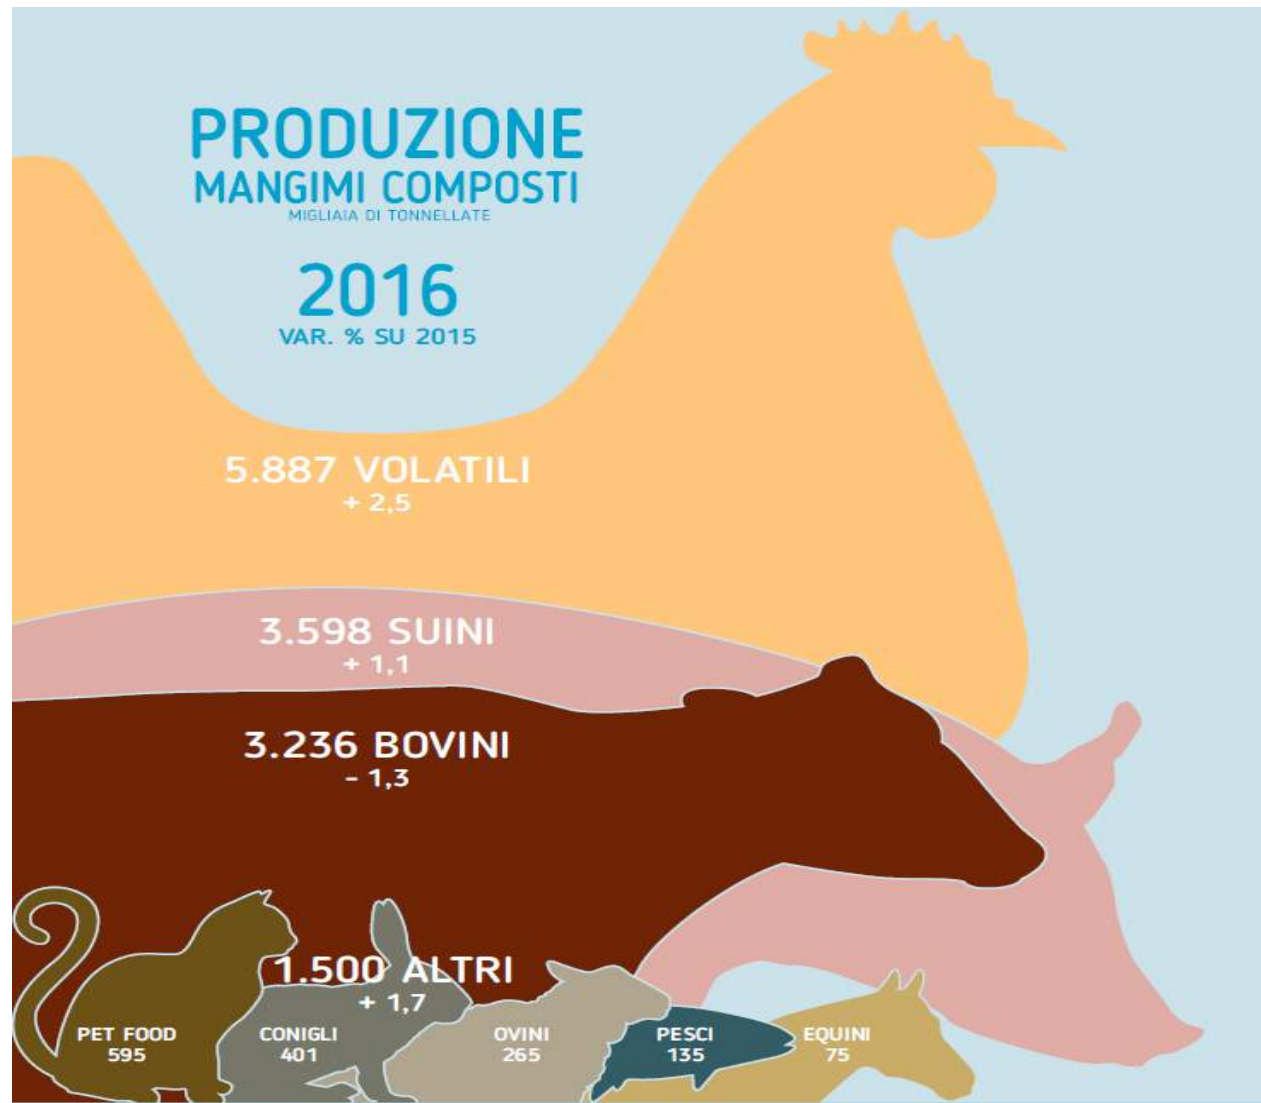 PRODUZIONE
MANGIMI COMPOSTI
MIGLIAIA DI TONNELLATE
2016
VAR. % SU 2015
5.887 VOLATILI
+ 2,5
3.598 SUINI
+ 1,1
3.236 BOVINI
- 1,3
1.500 ALTRI
+ 1,7
PET FOOD
595
CONIGLI
401
OVINI
265
PESCI
135
EQUINI
75